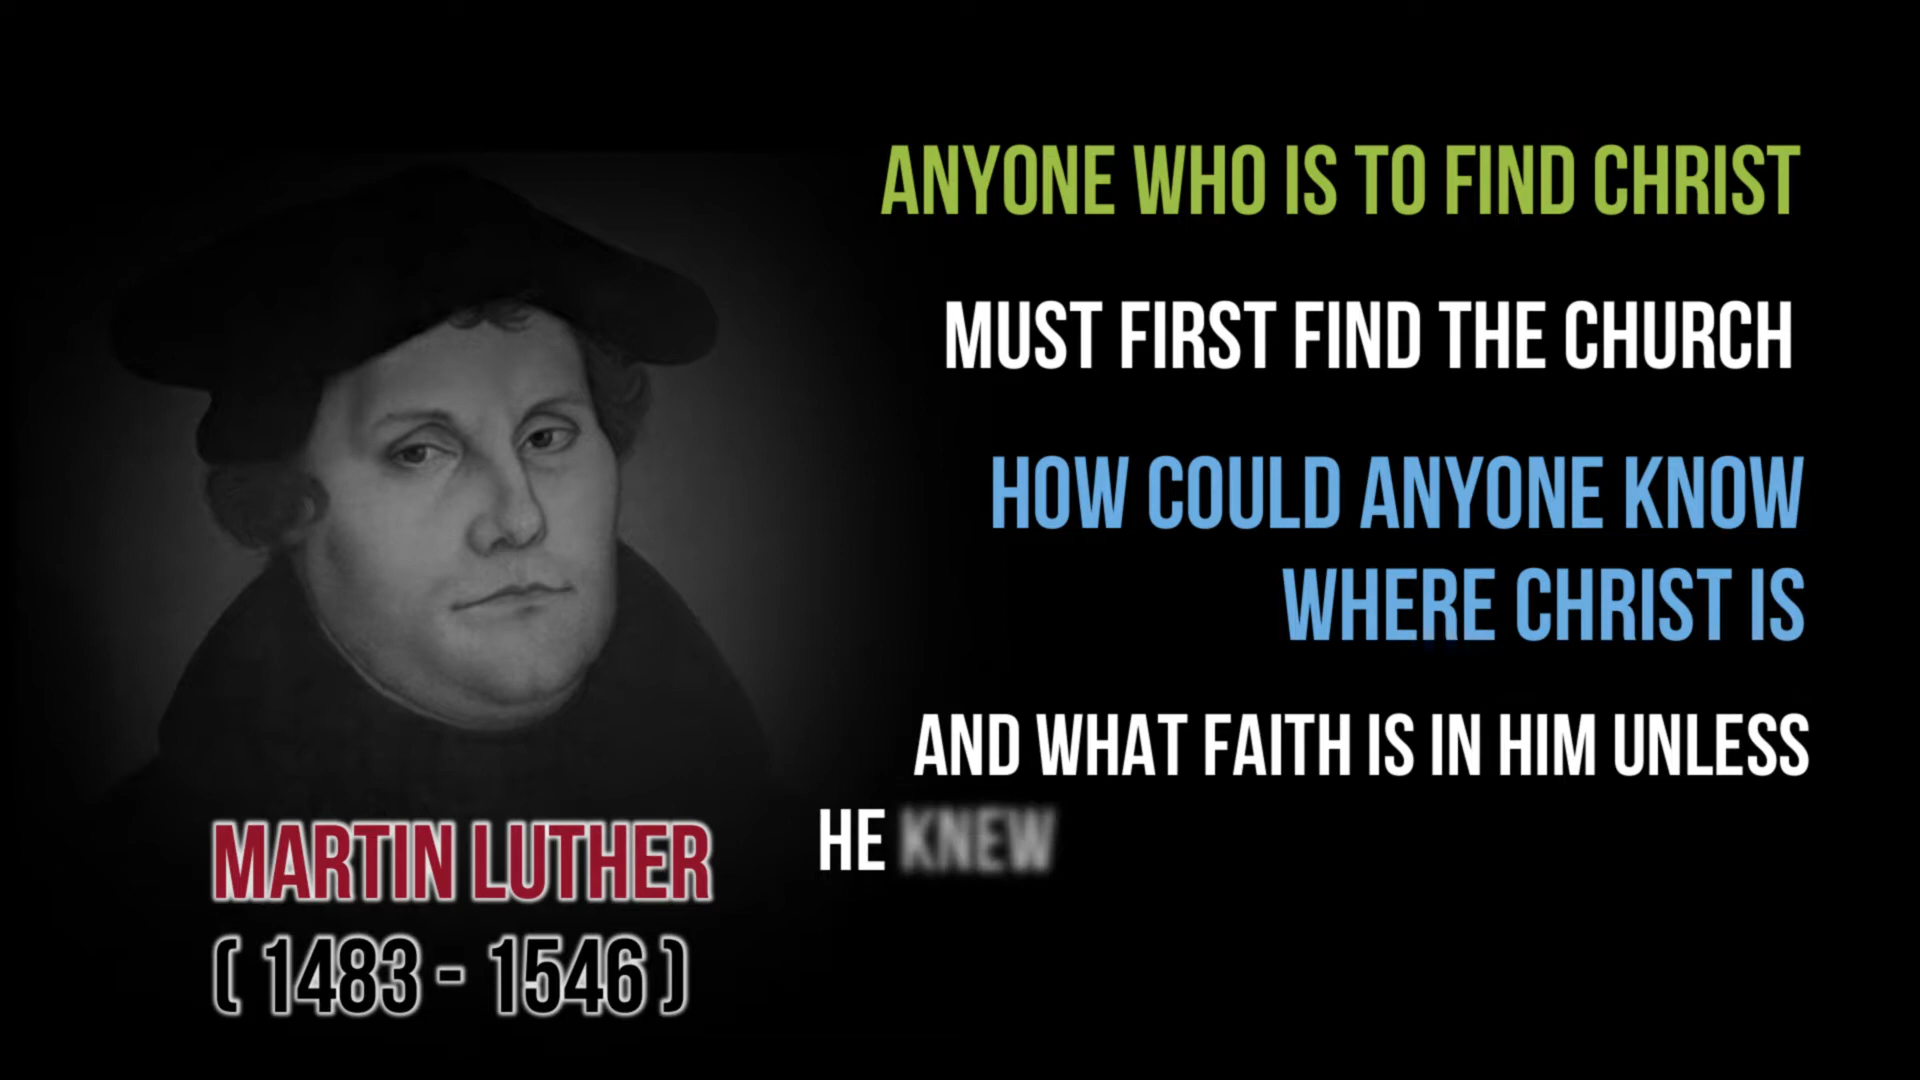 ANYONE WHO IS TO FIND CHRIST
MUST FIRST FIND THE CHURCH
HOW COULD ANYONE KNOW
WHERE CHRIST IS
AND WHAT FAITH IS IN HIM UNLESS
HE KNEW
MARTIN LUTHER
( 1483 - 1546 )